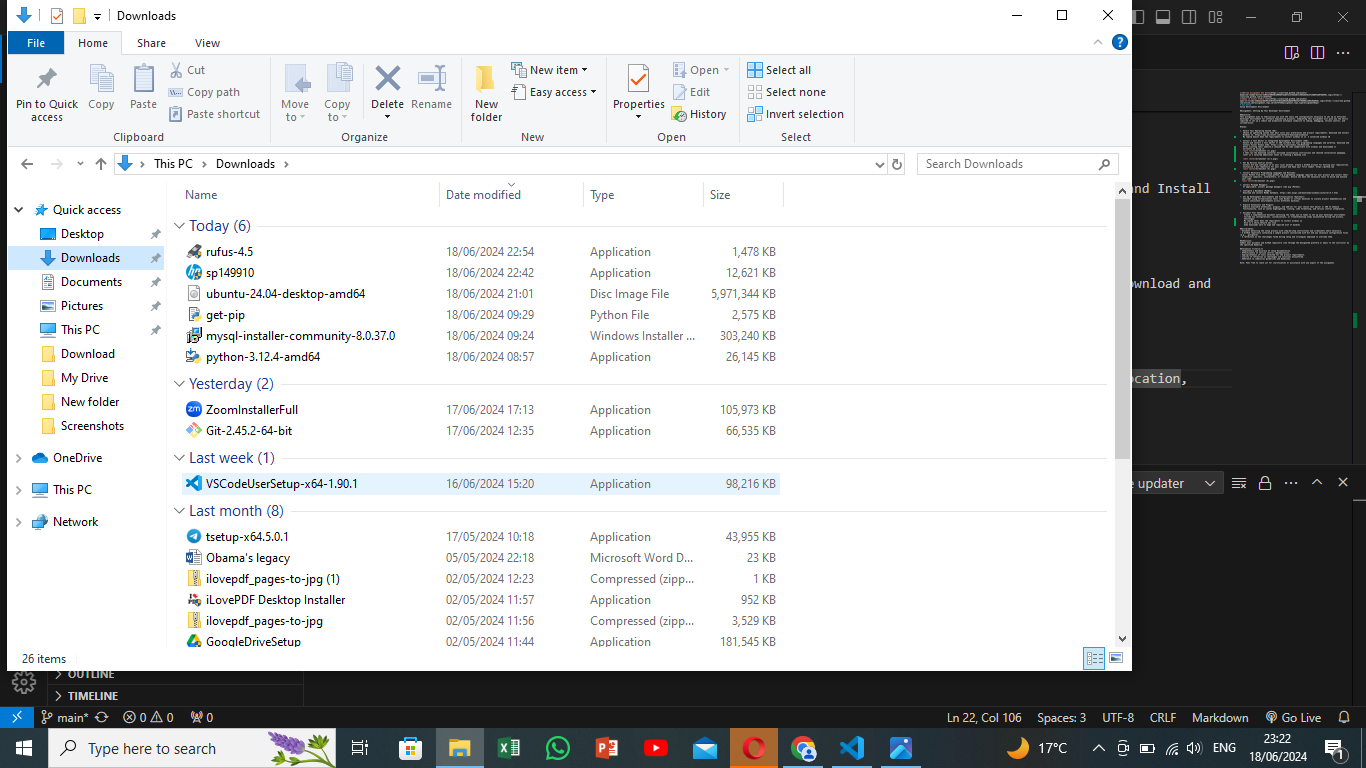 Downloads
File Home Share View
Pin to Quick access
Copy
Paste
Cut
Copy path
Paste shortcut
Clipboard
Move to
Copy to
Delete
Rename
Organize
New folder
New item
Easy access
New
Properties
Open
Edit
History
Open
Select all
Select none
Invert selection
Select
This PC Downloads
Search Downloads
Quick access
Desktop
Downloads
Documents
Pictures
This PC
Download
My Drive
New folder
Screenshots
OneDrive
This PC
Network
Name Date modified Type Size
Today (6)
rufus-4.5 18/06/2024 22:54 Application 1,478 KB
sp149910 18/06/2024 22:42 Application 12,621 KB
ubuntu-24.04-desktop-amd64 18/06/2024 21:01 Disc Image File 5,971,344 KB
get-pip 18/06/2024 09:29 Python File 2,575 KB
mysql-installer-community-8.0.37.0 18/06/2024 09:24 Windows Installer ... 303,240 KB
python-3.12.4-amd64 18/06/2024 08:57 Application 26,145 KB
Yesterday (2)
ZoomInstallerFull 17/06/2024 17:13 Application 105,973 KB
Git-2.45.2-64-bit 17/06/2024 12:35 Application 66,535 KB
Last week (1)
VSCodeUserSetup-x64-1.90.1 16/06/2024 15:20 Application 98,216 KB
Last month (8)
tsetup-x64.5.0.1 17/05/2024 10:18 Application 43,955 KB
Obama's legacy 05/05/2024 22:18 Microsoft Word D... 23 KB
ilovepdf_pages-to-jpg (1) 02/05/2024 12:23 Compressed (zipp... 1 KB
iLovePDF Desktop Installer 02/05/2024 11:57 Application 952 KB
ilovepdf_pages-to-jpg 02/05/2024 11:56 Compressed (zipp... 3,529 KB
GoogleDriveSetup 02/05/2024 11:44 Application 181,545 KB
26 items
nd Install
wnload and
ocation,
e updater
OUTLINE
TIMELINE
main* 0 0 0 Ln 22, Col 106 Spaces: 3 UTF-8 CRLF Markdown Go Live
Type here to search
17°C ENG 23:22
18/06/2024
1